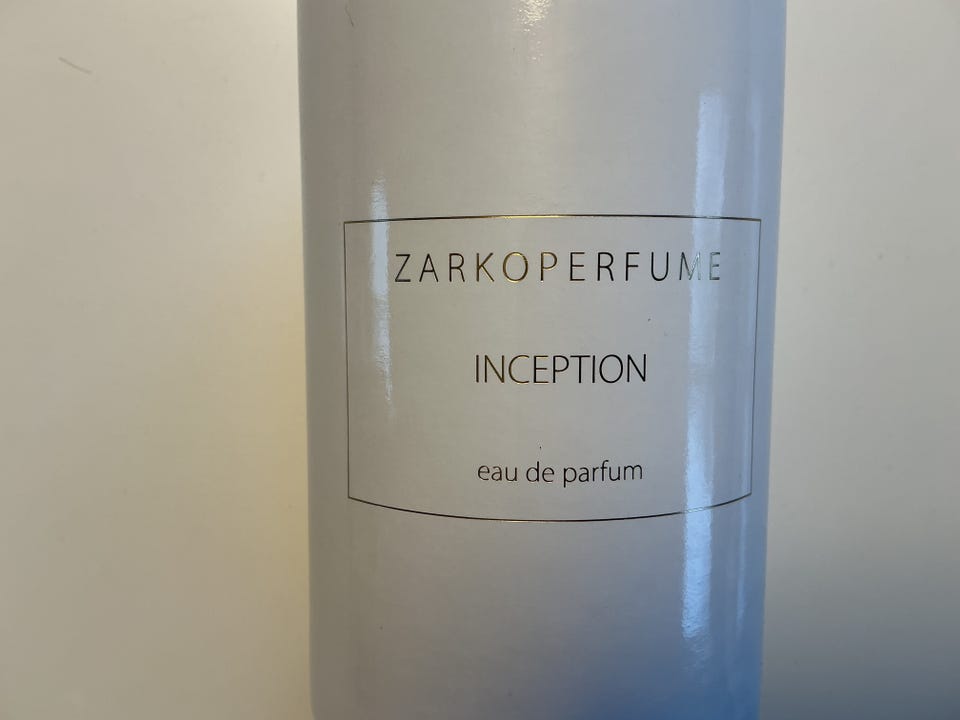 ZARKOPERFUME
INCEPTION
eau de parfum